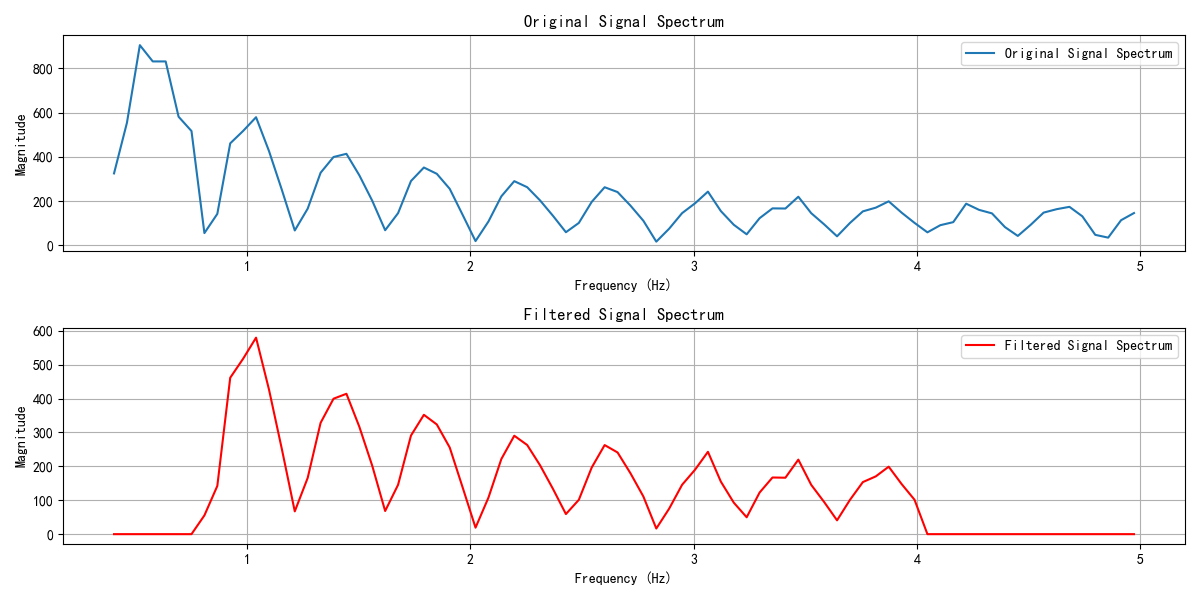 Original Signal Spectrum
Original Signal Spectrum
Magnitude
800
600
400
200
0
1 2 3 4 5
Frequency (Hz)
Filtered Signal Spectrum
Filtered Signal Spectrum
Magnitude
600
500
400
300
200
100
0
1 2 3 4 5
Frequency (Hz)